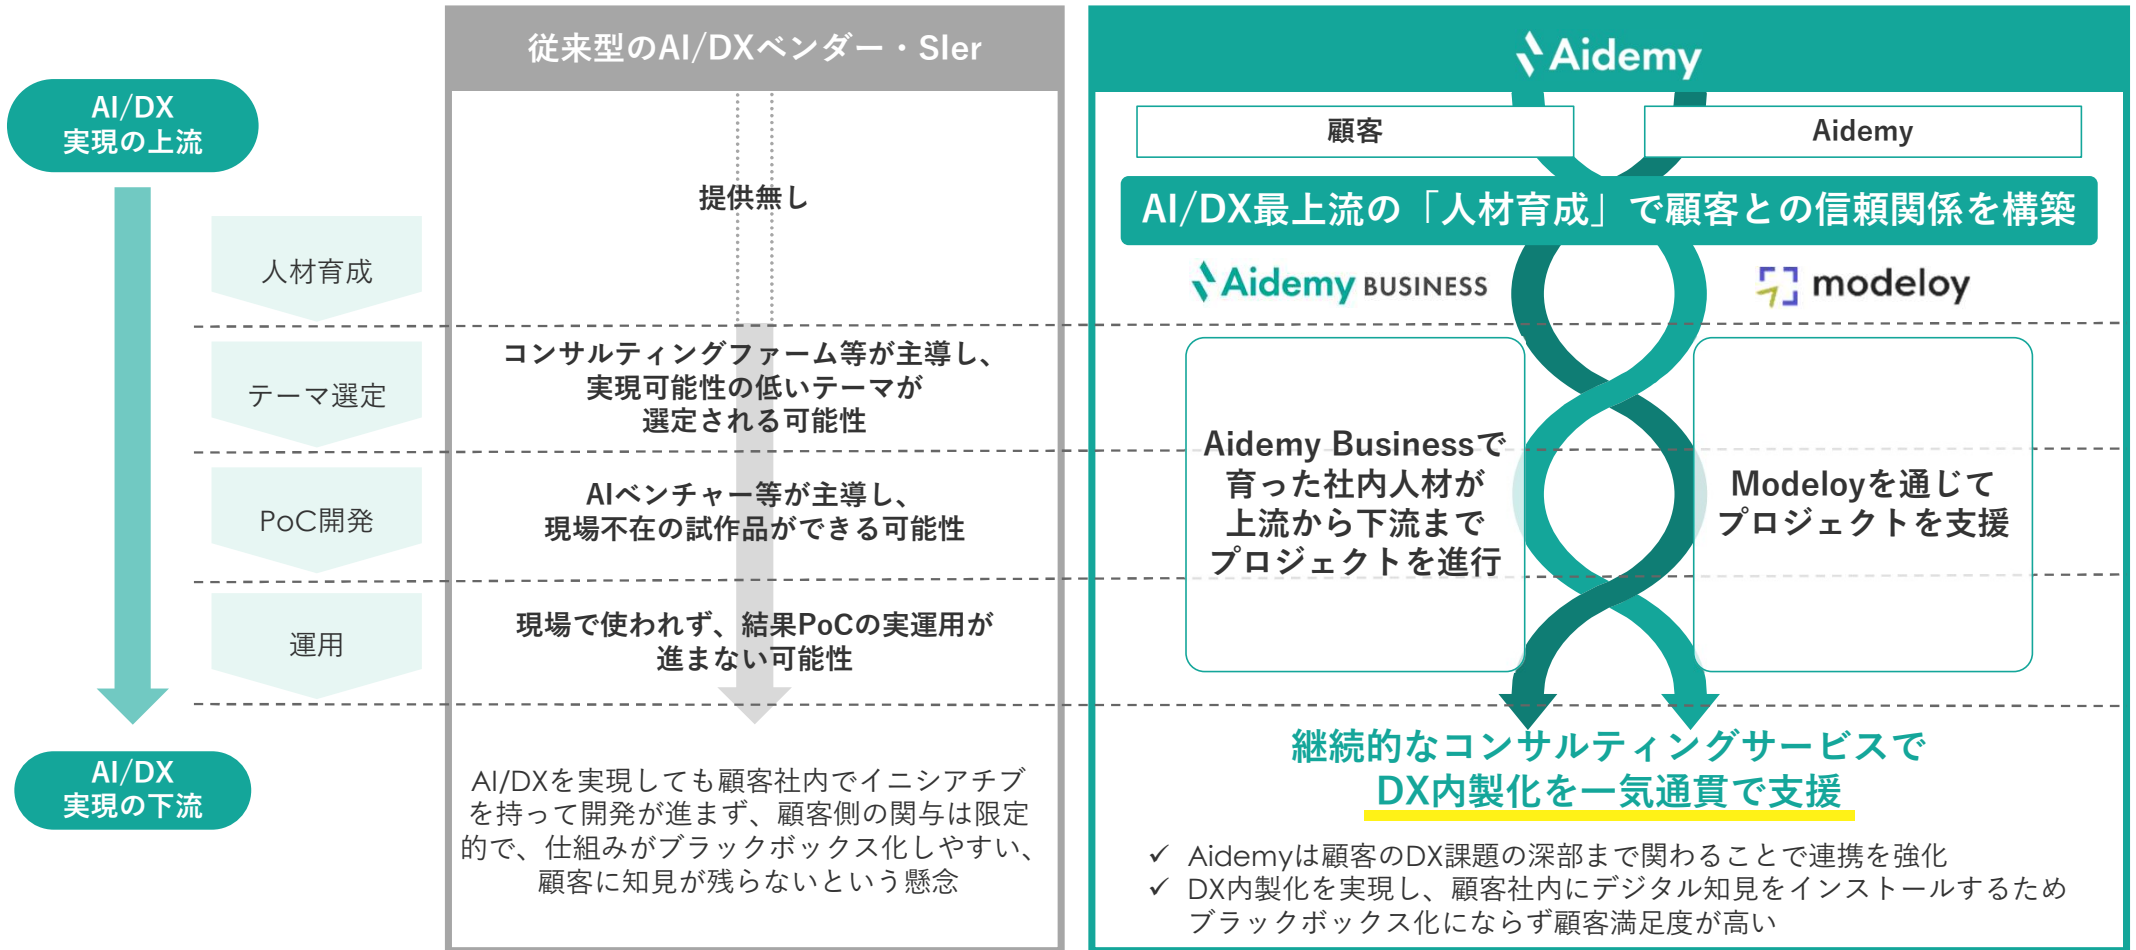 従来型のAI/DXベンダー・SIer
Aidemy
AI/DX
実現の上流
顧客
Aidemy
提供無し
AI/DX最上流の「人材育成」で顧客との信頼関係を構築
人材育成
Aidemy BUSINESS
modeloy
テーマ選定
コンサルティングファーム等が主導し、
実現可能性の低いテーマが
選定される可能性
PoC開発
AIベンチャー等が主導し、
現場不在の試作品ができる可能性
Aidemy Businessで
育った社内人材が
上流から下流まで
プロジェクトを進行
Modeloyを通じて
プロジェクトを支援
運用
現場で使われず、結果PoCの実運用が
進まない可能性
AI/DX
実現の下流
AI/DXを実現しても顧客社内でイニシアチブ
を持って開発が進まず、顧客側の関与は限定
的で、仕組みがブラックボックス化しやすい、
顧客に知見が残らないという懸念
継続的なコンサルティングサービスで
DX内製化を一気通貫で支援
✓ Aidemyは顧客のDX課題の深部まで関わることで連携を強化
✓ DX内製化を実現し、顧客社内にデジタル知見をインストールするため
ブラックボックス化にならず顧客満足度が高い